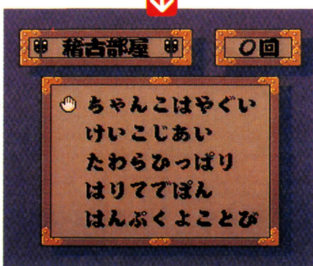 稽古部屋
0回
ちゃんこはやぐい
けいこじあい
たわらひっぱり
はりてでぽん
はんぷくよことび